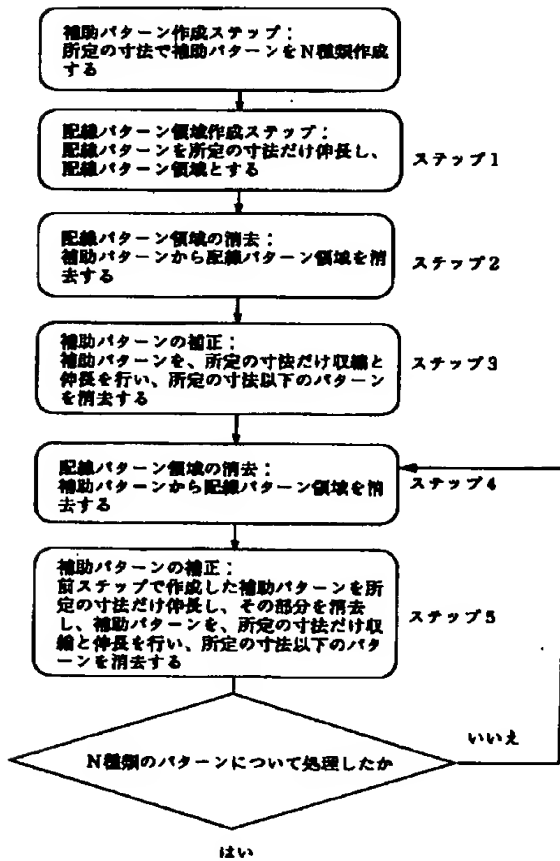 補助パターン作成ステップ：
所定の寸法で補助パターンをN種類作成
する
配線パターン領域作成ステップ：
配線パターンを所定の寸法だけ伸長し、
配線パターン領域とする
ステップ1
配線パターン領域の消去：
補助パターンから配線パターン領域を消
去する
ステップ2
補助パターンの補正：
補助パターンを、所定の寸法だけ収縮と
伸長を行い、所定の寸法以下のパターン
を消去する
ステップ3
配線パターン領域の消去：
補助パターンから配線パターン領域を消
去する
ステップ4
補助パターンの補正：
前ステップで作成した補助パターンを所
定の寸法だけ伸長し、その部分を消去
し、補助パターンを、所定の寸法だけ収
縮と伸長を行い、所定の寸法以下のパタ
ーンを消去する
ステップ5
N種類のパターンについて処理したか
いいえ
はい